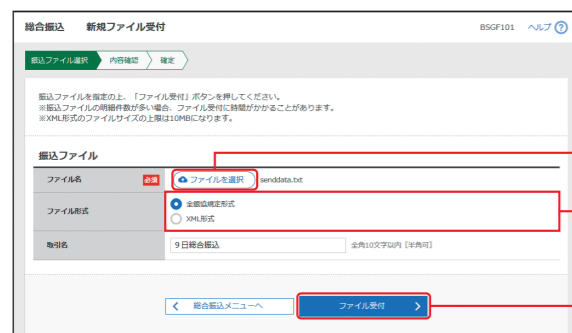 総合振込 新規ファイル受付 BSGF101 ヘルプ ?
振込ファイル選択 内容確認 確定
振込ファイルを指定の上、「ファイル受付」ボタンを押してください。
※振込ファイルの明細件数が多い場合、ファイル受付に時間がかかることがあります。
※XML形式のファイルサイズの上限は10MBになります。
振込ファイル
ファイル名 必須 ファイルを選択 senddata.txt
ファイル形式 全銀協規定形式
XML形式
取引名 9日総合振込 全角10文字以内［半角可］
総合振込メニューへ ファイル受付